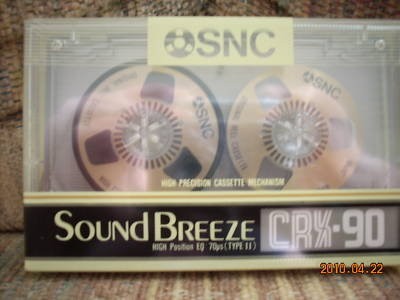 SNC
SNC
SNC
HIGH PRECISION CASSETTE MECHANISM
SOUND BREEZE CRX-90
HIGH Position EQ 70μs (TYPE II)
2010.04.22